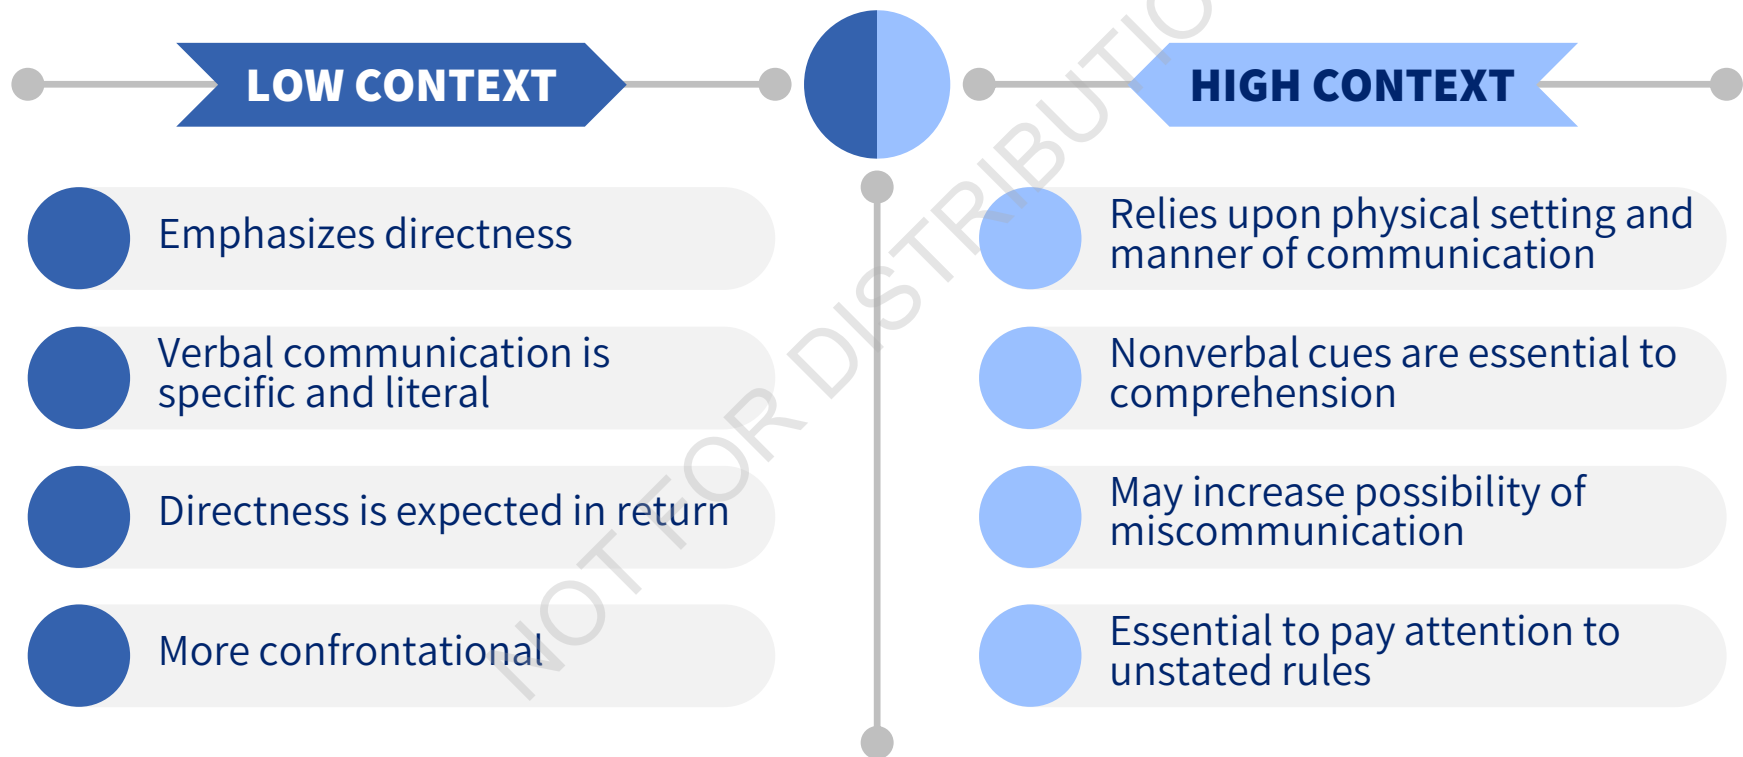 LOW CONTEXT
Emphasizes directness
Verbal communication is
specific and literal
Directness is expected in return
More confrontational
HIGH CONTEXT
Relies upon physical setting and
manner of communication
Nonverbal cues are essential to
comprehension
May increase possibility of
miscommunication
Essential to pay attention to
unstated rules
NOT FOR DISTRIBUTIO